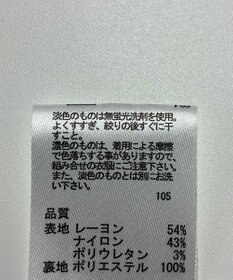 淡色のものは無蛍光洗剤を使用。
よくすすぎ、絞りの後すぐに干
すこと。
濃色のものは、着用による摩擦
で色落ちする事がありますので、
組み合せの衣服にご注意下さい。
また、淡色のものとは別にお洗
い下さい。
105
品質
表地 レーヨン 54%
ナイロン 43%
ポリウレタン 3%
裏地 ポリエステル 100%